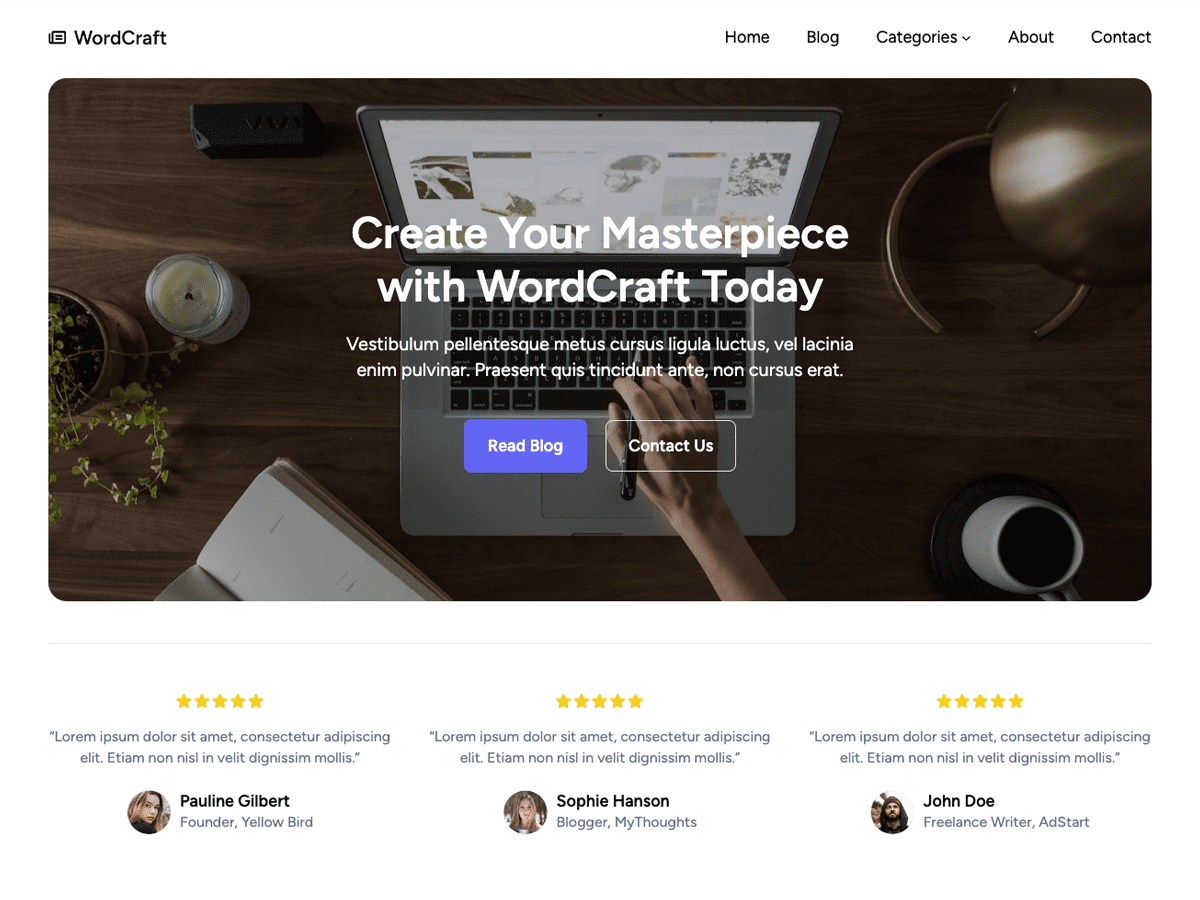 WordCraft
Home Blog Categories About Contact
Create Your Masterpiece
with WordCraft Today
Vestibulum pellentesque metus cursus ligula luctus, vel lacinia
enim pulvinar. Praesent quis tincidunt ante, non cursus erat.
Read Blog
Contact Us
“Lorem ipsum dolor sit amet, consectetur adipiscing
elit. Etiam non nisl in velit dignissim mollis.”
Pauline Gilbert
Founder, Yellow Bird
“Lorem ipsum dolor sit amet, consectetur adipiscing
elit. Etiam non nisl in velit dignissim mollis.”
Sophie Hanson
Blogger, MyThoughts
“Lorem ipsum dolor sit amet, consectetur adipiscing
elit. Etiam non nisl in velit dignissim mollis.”
John Doe
Freelance Writer, AdStart